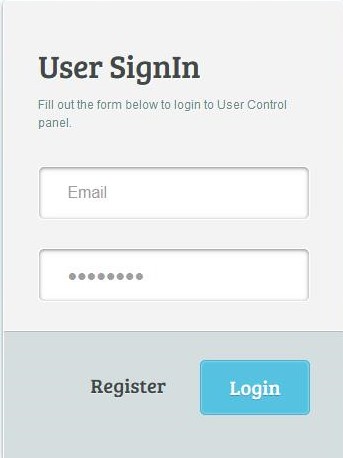 User SignIn
Fill out the form below to login to User Control
panel.
Email
••••••••
Register
Login